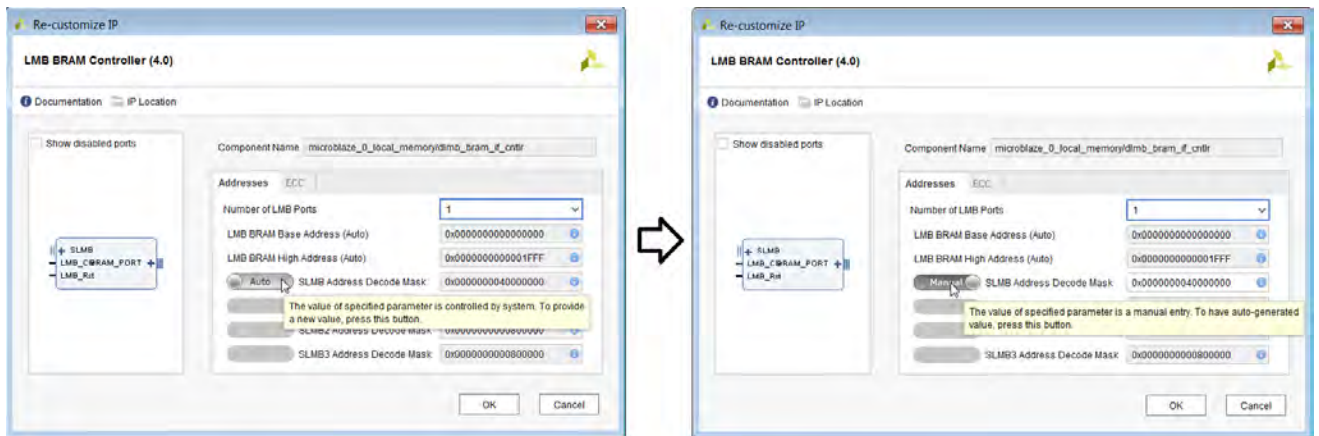 Re-customize IP
LMB BRAM Controller (4.0)
Documentation IP Location
Show disabled ports
Component Name microblaze_0_local_memory/dlmb_bram_if_cntlr
Addresses ECC
Number of LMB Ports 1
LMB BRAM Base Address (Auto) 0x0000000000000000
LMB BRAM High Address (Auto) 0x0000000000001FFF
Auto SLMB Address Decode Mask 0x0000000040000000
The value of specified parameter is controlled by system. To provide
a new value, press this button.
SLMB2 Address Decode Mask 0x0000000000800000
SLMB3 Address Decode Mask 0x0000000000800000
SLMB
LMB_Rst
OK Cancel
Re-customize IP
LMB BRAM Controller (4.0)
Documentation IP Location
Show disabled ports
Component Name microblaze_0_local_memory/dlmb_bram_if_cntlr
Addresses ECC
Number of LMB Ports 1
LMB BRAM Base Address (Auto) 0x0000000000000000
LMB BRAM High Address (Auto) 0x0000000000001FFF
Manual SLMB Address Decode Mask 0x0000000040000000
The value of specified parameter is a manual entry. To have auto-generated
value, press this button.
SLMB3 Address Decode Mask 0x0000000000800000
SLMB
LMB_Rst
OK Cancel